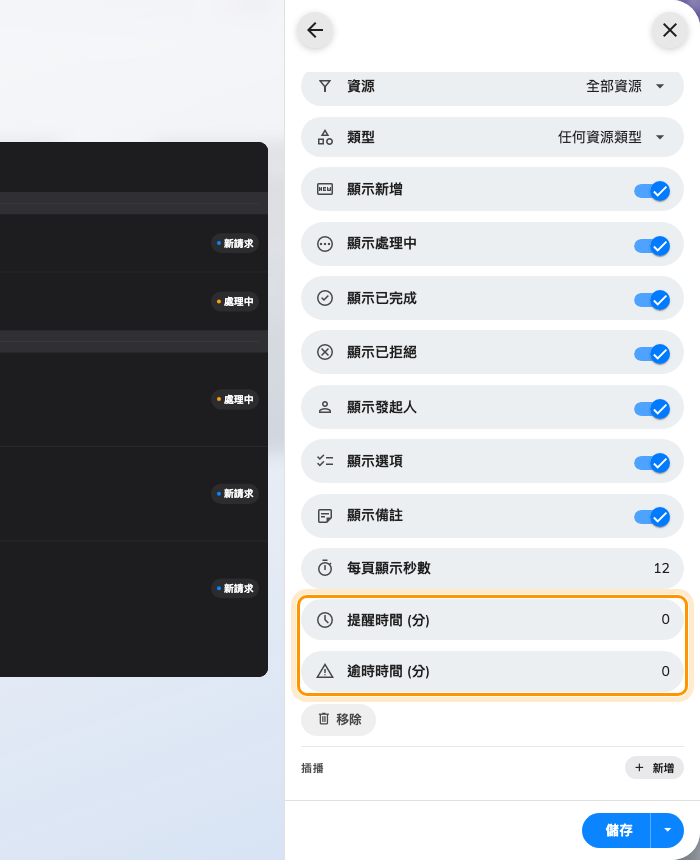 資源 全部資源
類型 任何資源類型
NEW 顯示新增
顯示處理中
顯示已完成
顯示已拒絕
顯示發起人
顯示選項
顯示備註
每頁顯示秒數 12
提醒時間 (分) 0
逾時時間 (分) 0
移除
插播 + 新增
儲存
新請求
處理中
處理中
新請求
新請求